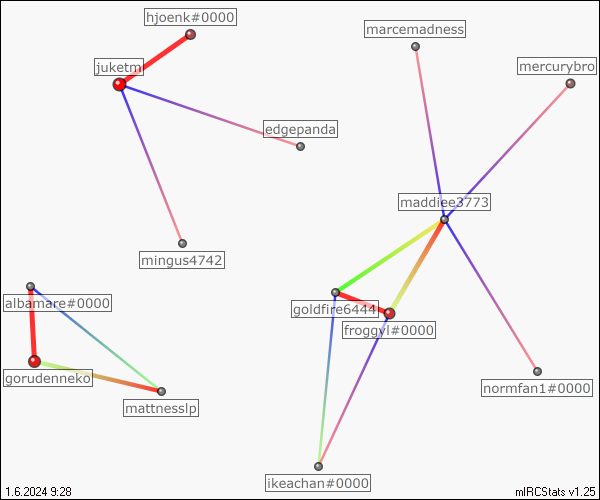 hjoenk#0000
marcemadness
juketm
mercurybro
edgepanda
maddiee3773
mingus4742
albamare#0000
goldfire6444
froggyl#0000
gorudenneko
normfan1#0000
mattnesslp
ikeachan#0000
1.6.2024 9:28
mIRCStats v1.25